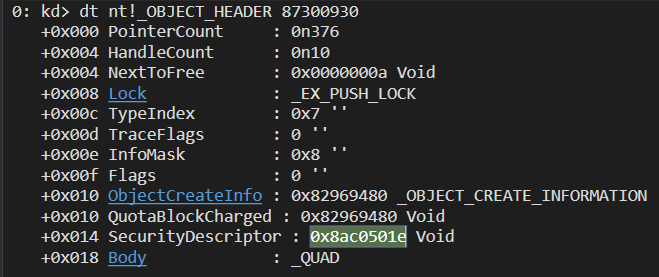 0: kd> dt nt!_OBJECT_HEADER 87300930
+0x000 PointerCount : 0n376
+0x004 HandleCount : 0n10
+0x004 NextToFree : 0x0000000a Void
+0x008 Lock : _EX_PUSH_LOCK
+0x00c TypeIndex : 0x7 ''
+0x00d TraceFlags : 0 ''
+0x00e InfoMask : 0x8 ''
+0x00f Flags : 0 ''
+0x010 ObjectCreateInfo : 0x82969480 _OBJECT_CREATE_INFORMATION
+0x010 QuotaBlockCharged : 0x82969480 Void
+0x014 SecurityDescriptor : 0x8ac0501e Void
+0x018 Body : _QUAD